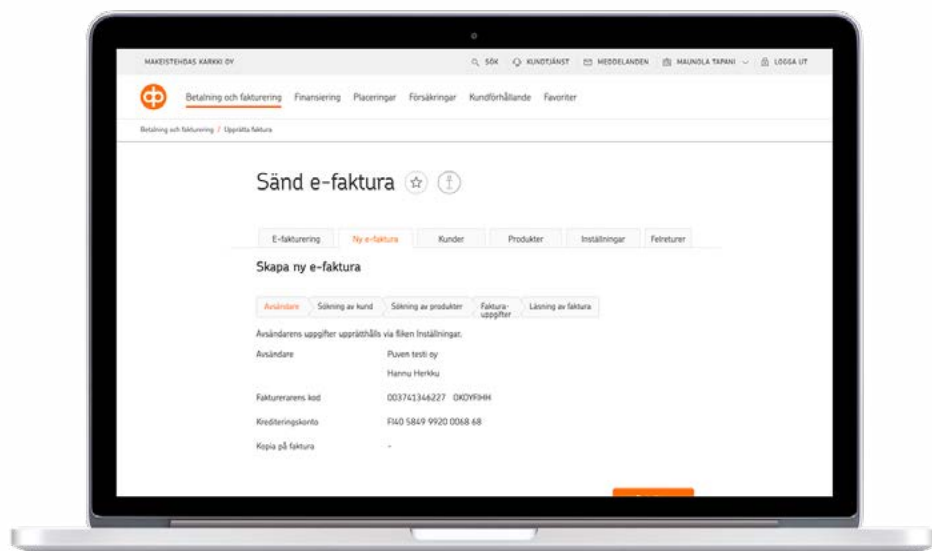 MAKEISTEHDAS KARKKI OY SÖK KUNDTJÄNST MEDDELANDEN MAUNOLA TAPANI LOGGA UT
Betalning och fakturering Finansiering Placeringar Försäkringar Kundförhållande Favoriter
Betalning och fakturering / Upprätta faktura
Sänd e-faktura
E-fakturering Ny e-faktura Kunder Produkter Inställningar Felreturer
Skapa ny e-faktura
Avsändare Sökning av kund Sökning av produkter Faktura-uppgifter Läsning av faktura
Avsändarens uppgifter upprätthålls via fliken Inställningar.
Avsändare Puven testi oy
Hannu Herkku
Fakturerarens kod 003741346227 OKOYFIHH
Krediteringskonto FI40 5849 9920 0068 68
Kopia på faktura -